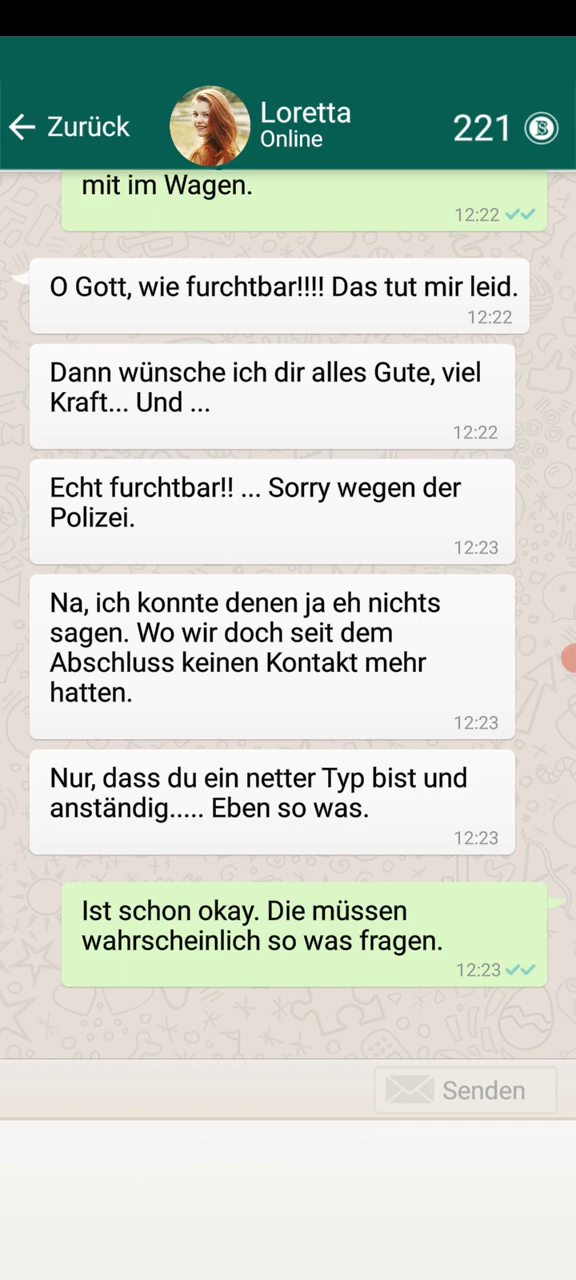 Zurück
Loretta
Online
221
mit im Wagen.
12:22
O Gott, wie furchtbar!!!! Das tut mir leid.
12:22
Dann wünsche ich dir alles Gute, viel
Kraft... Und ...
12:22
Echt furchtbar!! ... Sorry wegen der
Polizei.
12:23
Na, ich konnte denen ja eh nichts
sagen. Wo wir doch seit dem
Abschluss keinen Kontakt mehr
hatten.
12:23
Nur, dass du ein netter Typ bist und
anständig..... Eben so was.
12:23
Ist schon okay. Die müssen
wahrscheinlich so was fragen.
12:23
Senden